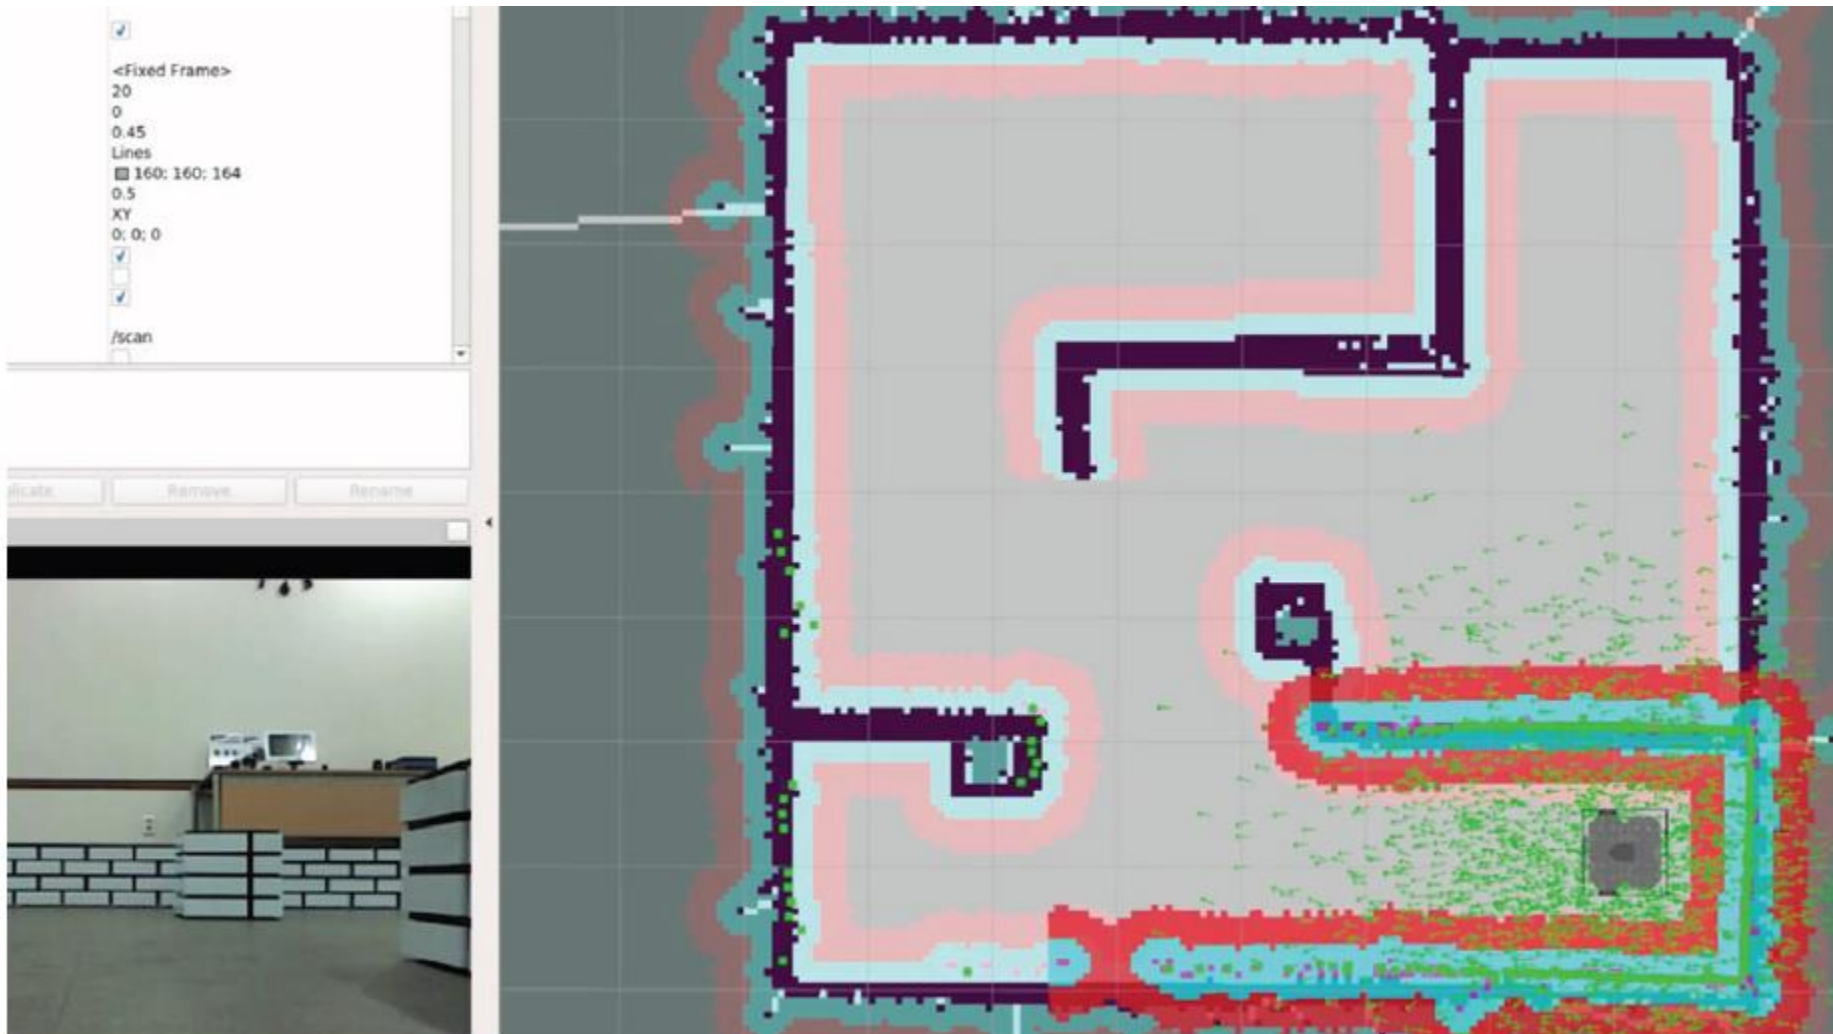 <Fixed Frame>
20
0
0.45
Lines
160; 160; 164
0.5
XY
0; 0; 0
/scan
plicate
Remove
Rename